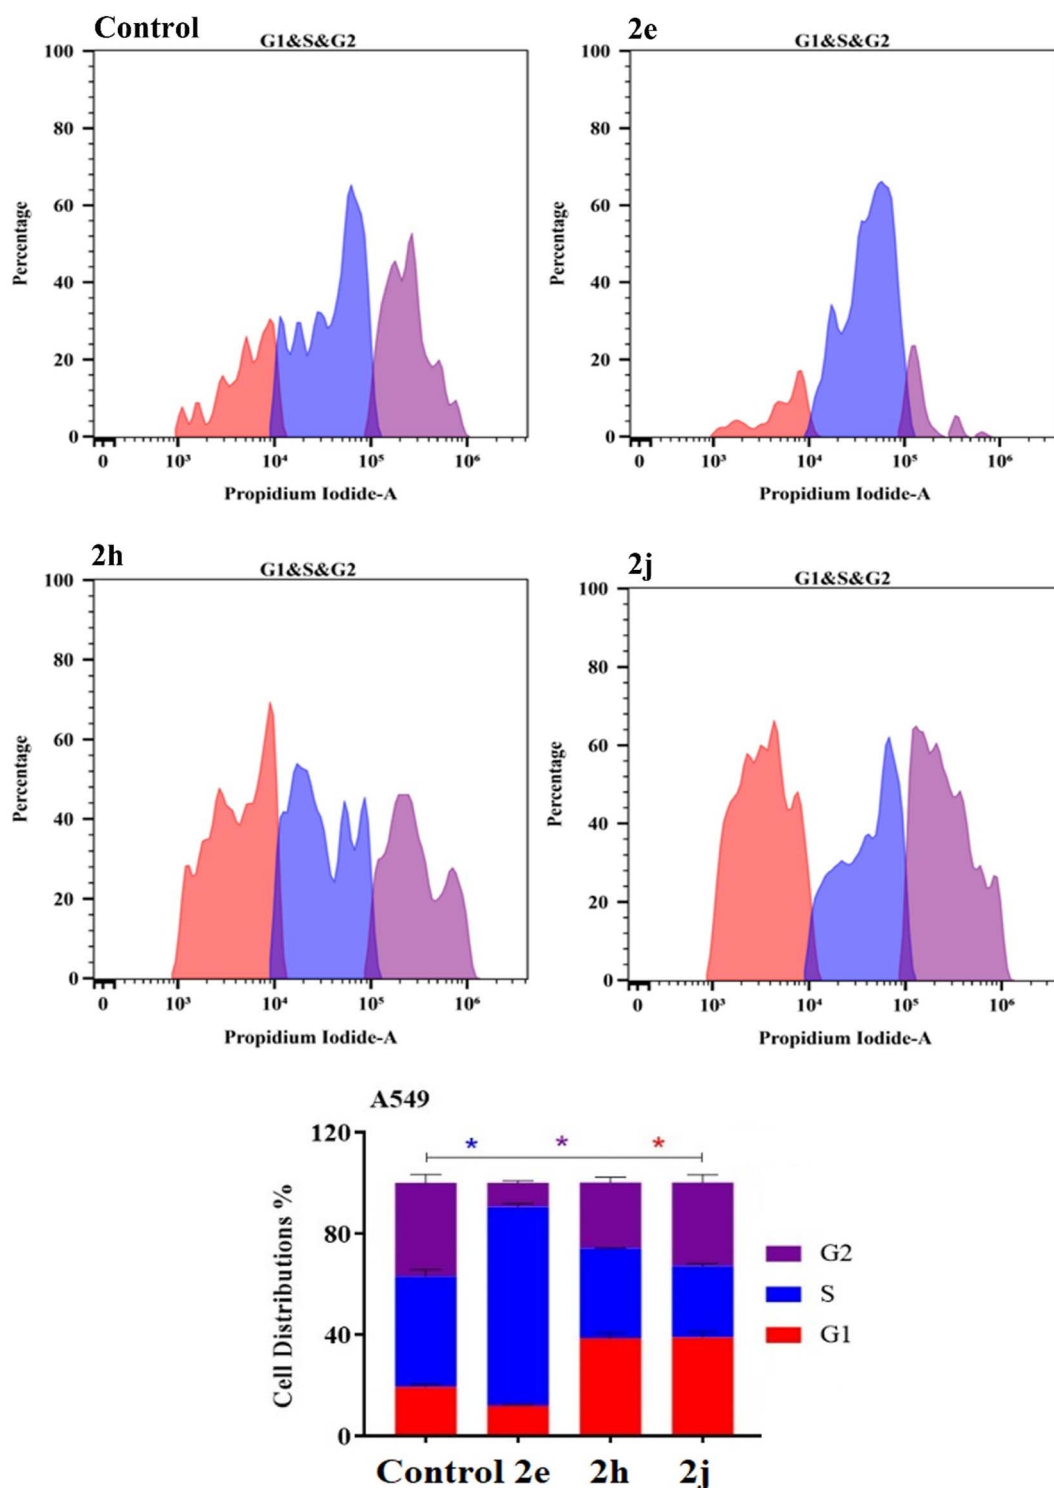 Control
G1&S&G2
100
80
60
40
20
0
Percentage
0 10³ 10⁴ 10⁵ 10⁶
Propidium Iodide-A
2e
G1&S&G2
100
80
60
40
20
0
Percentage
0 10³ 10⁴ 10⁵ 10⁶
Propidium Iodide-A
2h
G1&S&G2
100
80
60
40
20
0
Percentage
0 10³ 10⁴ 10⁵ 10⁶
Propidium Iodide-A
2j
G1&S&G2
100
80
60
40
20
0
Percentage
0 10³ 10⁴ 10⁵ 10⁶
Propidium Iodide-A
A549
120
80
40
0
Cell Distributions %
* * *
G2
S
G1
Control 2e 2h 2j